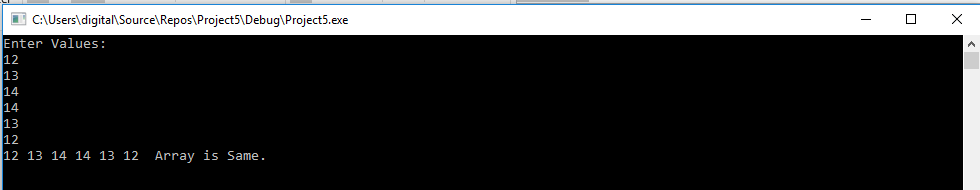 C:\Users\digital\Source\Repos\Project5\Debug\Project5.exe
Enter Values:
12
13
14
14
13
12
12 13 14 14 13 12  Array is Same.